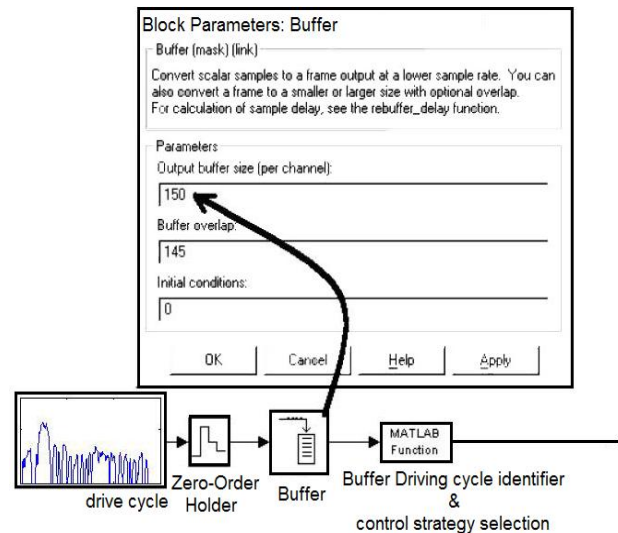 Block Parameters: Buffer
Buffer (mask) (link)
Convert scalar samples to a frame output at a lower sample rate. You can
also convert a frame to a smaller or larger size with optional overlap.
For calculation of sample delay, see the rebuffer_delay function.
Parameters
Output buffer size (per channel):
150
Buffer overlap:
145
Initial conditions:
0
OK Cancel Help Apply
MATLAB
Function
drive cycle
Zero-Order
Holder
Buffer
Buffer Driving cycle identifier
&
control strategy selection